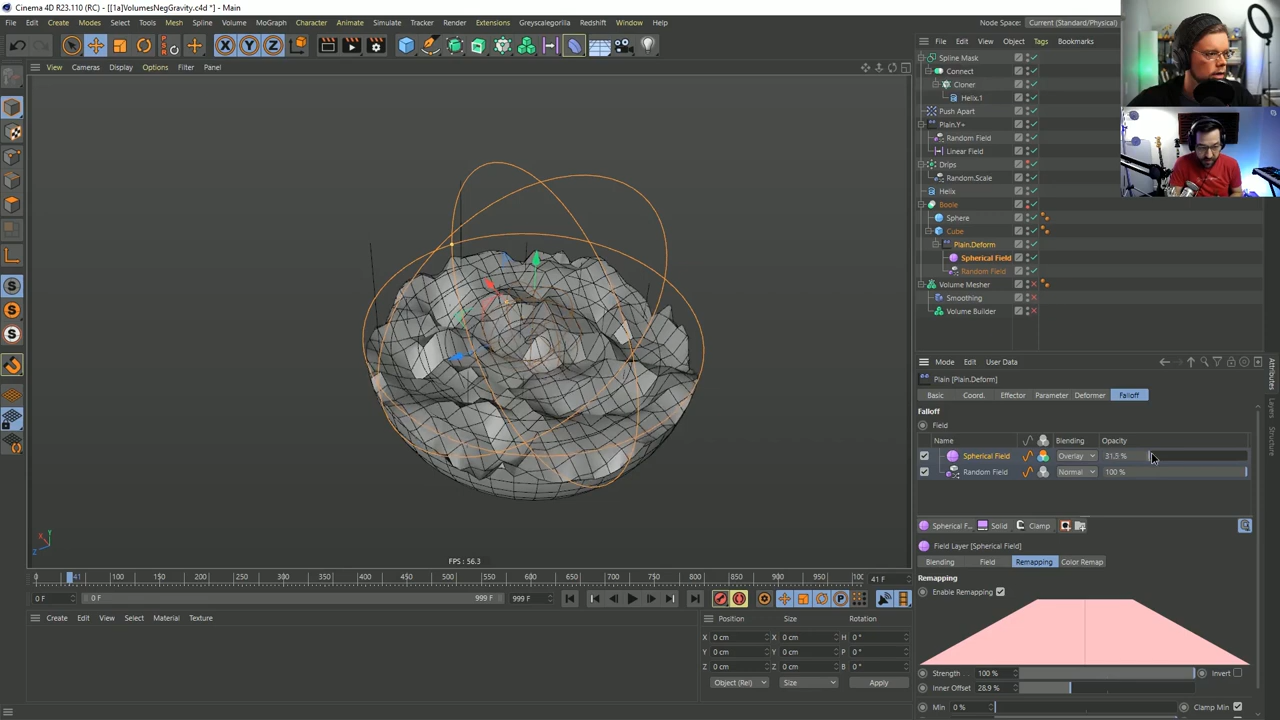 Cinema 4D R23.110 (RC) - [[1a]VolumesNegGravity.c4d *] - Main
File Edit Create Modes Select Tools Mesh Spline Volume MoGraph Character Animate Simulate Tracker Render Extensions Greyscalegorilla Redshift Window Help Node Space: Current (Standard/Physical)
X Y Z
File Edit View Object Tags Bookmarks
View Cameras Display Options Filter Panel
Spline Mask
Connect
Cloner
Helix.1
Push Apart
Plain.Y+
Random Field
Linear Field
Drips
Random.Scale
Helix
Boole
Sphere
Cube
Plain.Deform
Spherical Field
Random Field
Volume Mesher
Smoothing
Volume Builder
Mode Edit User Data
Plain [Plain.Deform]
Basic Coord. Effector Parameter Deformer Falloff
Falloff
Field
Name Blending Opacity
Spherical Field Overlay 31.5 %
Random Field Normal 100 %
Spherical F... Solid Clamp
Field Layer [Spherical Field]
Blending Field Remapping Color Remap
Remapping
Enable Remapping
Strength . . 100 % Invert
Inner Offset 28.9 %
Min 0 % Clamp Min
Attributes
Layers
Structure
Y
X
Z
FPS : 56.3
0 41 100 150 200 250 300 350 400 450 500 550 600 650 700 750 800 850 900 950 100 41 F
0 F 0 F 999 F 999 F
Create Edit View Select Material Texture
Position Size Rotation
X 0 cm X 0 cm H 0 °
Y 0 cm Y 0 cm P 0 °
Z 0 cm Z 0 cm B 0 °
Object (Rel) Size Apply